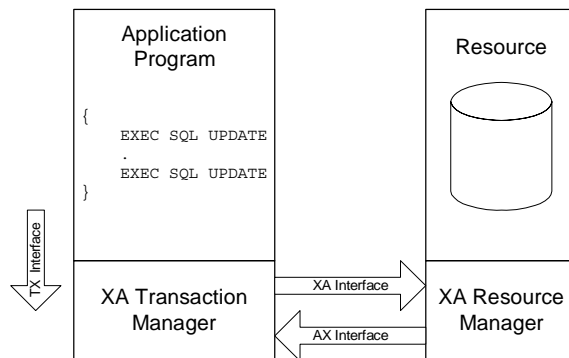 Application
Program
{
EXEC SQL UPDATE
.
EXEC SQL UPDATE
}
Resource
TX Interface
XA Transaction
Manager
XA Interface
AX Interface
XA Resource
Manager